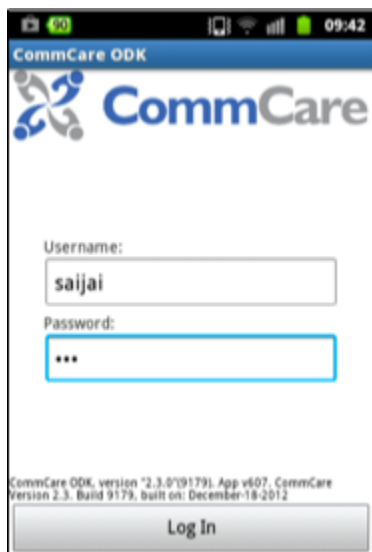 90
09:42
CommCare ODK
CommCare
Username:
saijai
Password:
•••
CommCare ODK, version "2.3.0"(9179). App v607. CommCare
Version 2.3. Build 9179, built on: December-18-2012
Log In